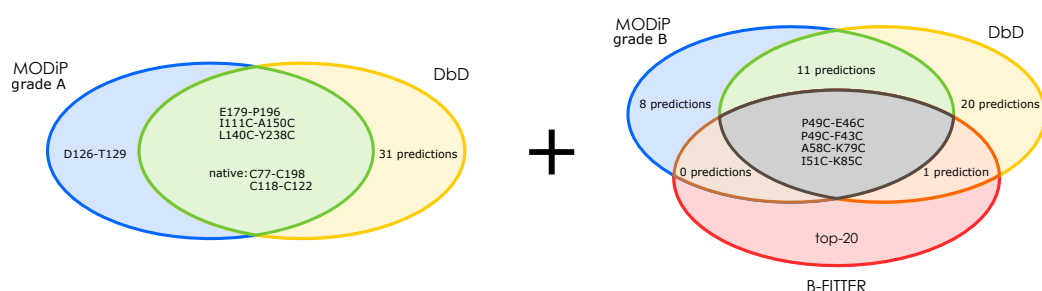 MODiP
grade A
DbD
E179-P196
I111C-A150C
L140C-Y238C
D126-T129
31 predictions
native: C77-C198
C118-C122
+
MODiP
grade B
DbD
11 predictions
8 predictions
20 predictions
P49C-E46C
P49C-F43C
A58C-K79C
I51C-K85C
0 predictions
1 prediction
top-20
B-FITTER